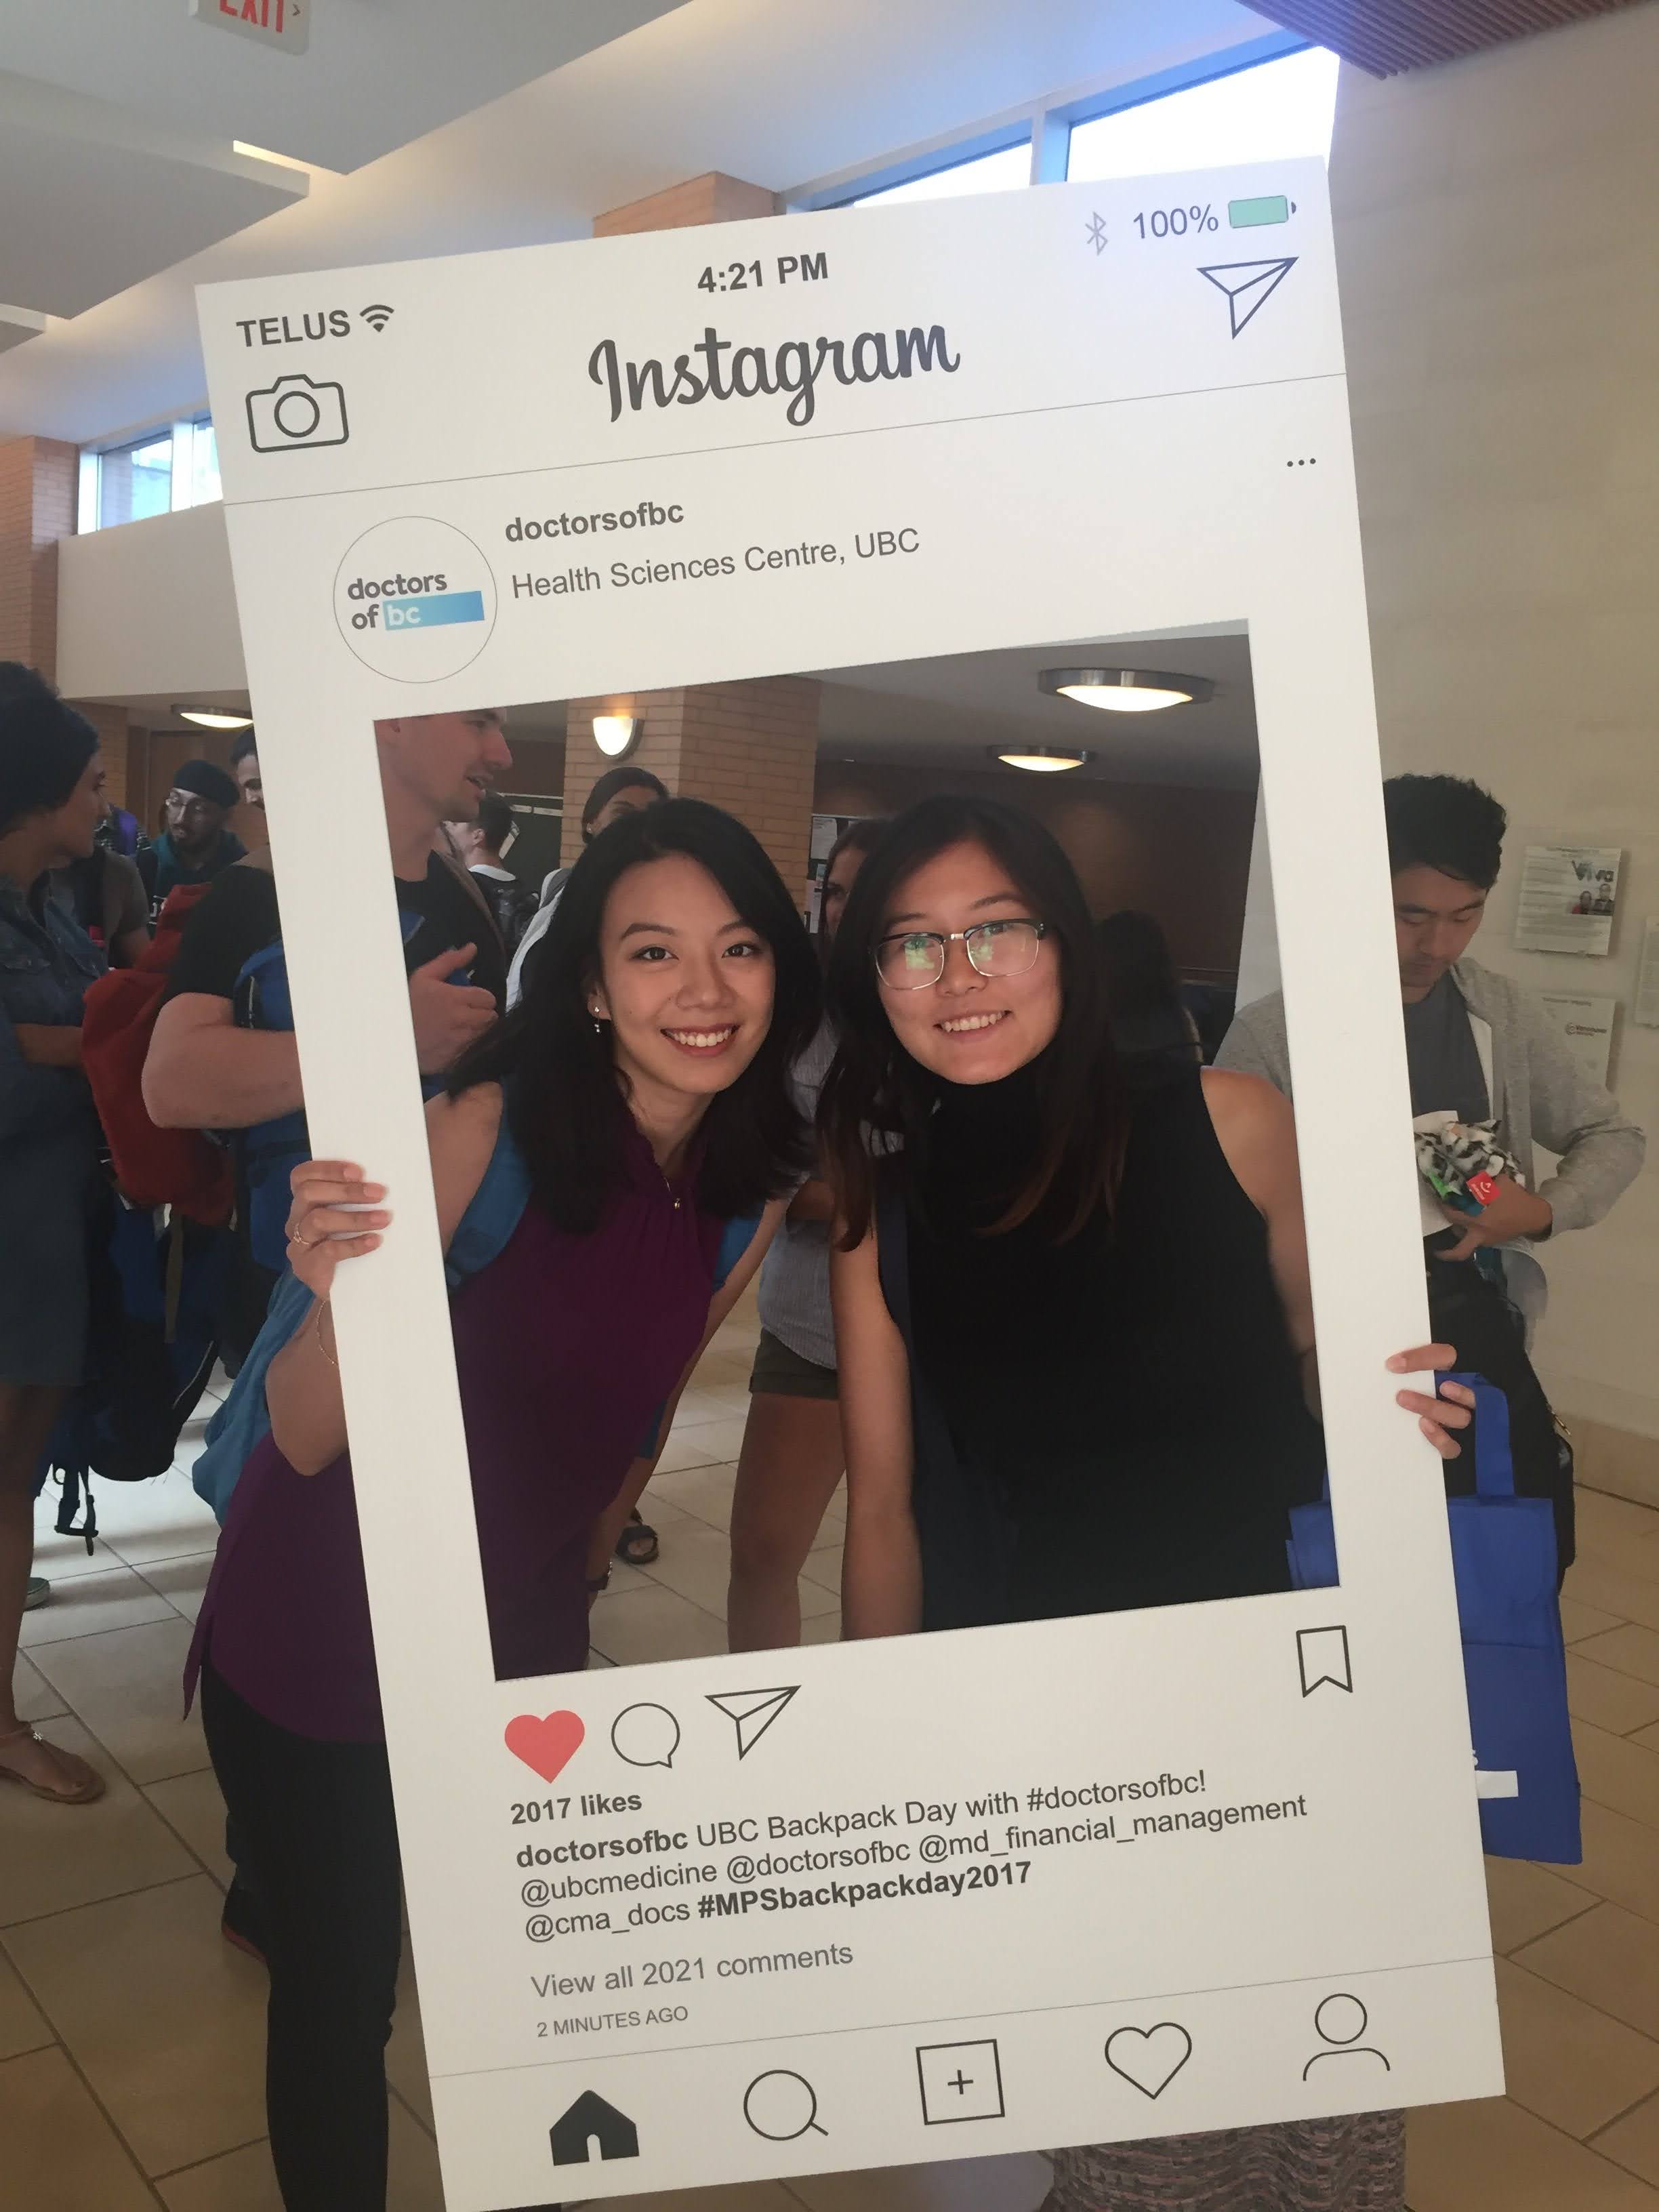 EXIT
TELUS
4:21 PM
100%
Instagram
...
doctorsofbc
Health Sciences Centre, UBC
doctors
of bc
Viva
2017 likes
doctorsofbc UBC Backpack Day with #doctorsofbc!
@ubcmedicine @doctorsofbc @md_financial_management
@cma_docs #MPSbackpackday2017
View all 2021 comments
2 MINUTES AGO